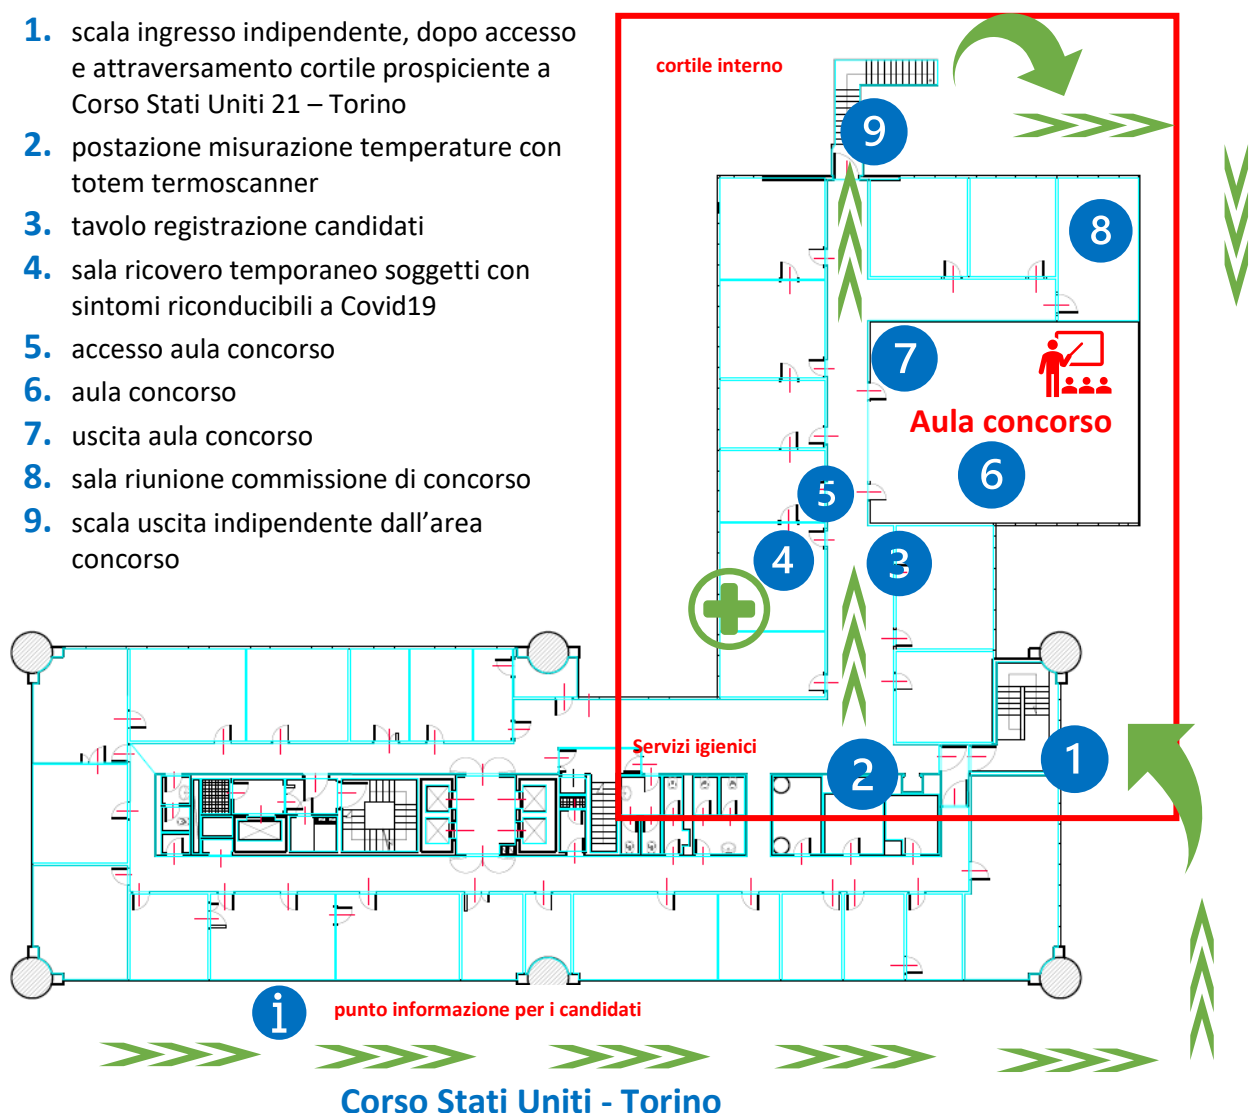 1. scala ingresso indipendente, dopo accesso
e attraversamento cortile prospiciente a
Corso Stati Uniti 21 – Torino
2. postazione misurazione temperature con
totem termoscanner
3. tavolo registrazione candidati
4. sala ricovero temporaneo soggetti con
sintomi riconducibili a Covid19
5. accesso aula concorso
6. aula concorso
7. uscita aula concorso
8. sala riunione commissione di concorso
9. scala uscita indipendente dall'area
concorso
cortile interno
9
8
7
Aula concorso
6
5
4
3
Servizi igienici
2
1
i
punto informazione per i candidati
Corso Stati Uniti - Torino